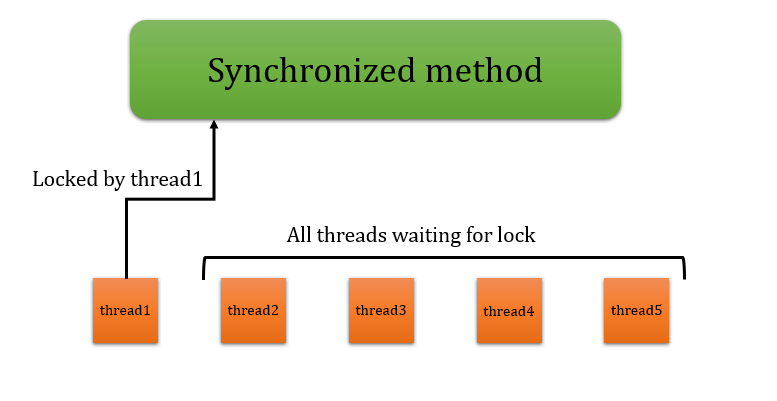 Synchronized method
Locked by thread1
All threads waiting for lock
thread1
thread2
thread3
thread4
thread5